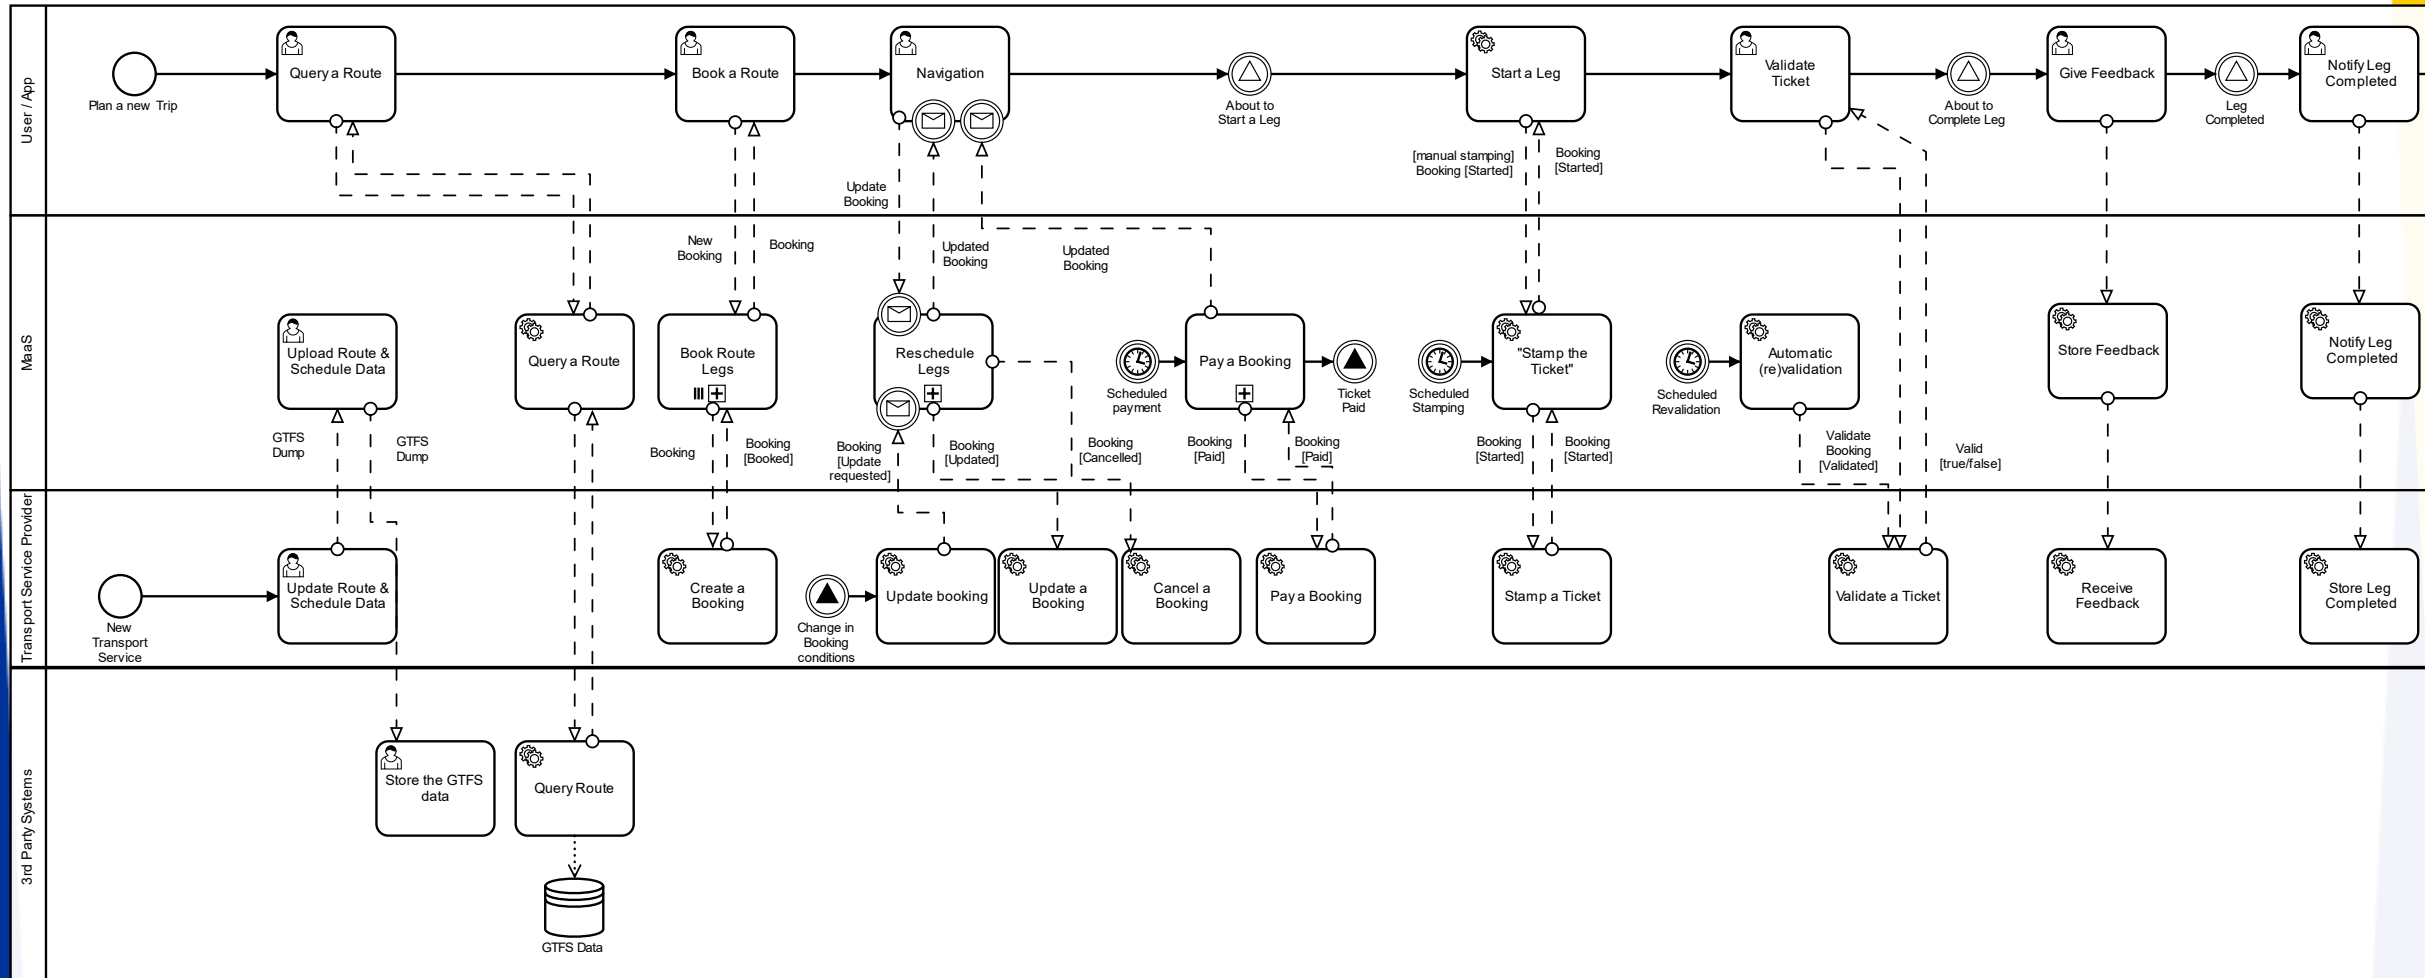 User / App
Plan a new Trip
Query a Route
Book a Route
Navigation
About to
Start a Leg
Start a Leg
Validate
Ticket
About to
Complete Leg
Give Feedback
Leg
Completed
Notify Leg
Completed
Update
Booking
[manual stamping]
Booking [Started]
Booking
[Started]
MaaS
New
Booking
Booking
Updated
Booking
Updated
Booking
Upload Route &
Schedule Data
Query a Route
Book Route
Legs
Reschedule
Legs
Scheduled
payment
Pay a Booking
Ticket
Paid
Scheduled
Stamping
"Stamp the
Ticket"
Scheduled
Revalidation
Automatic
(re)validation
Store Feedback
Notify Leg
Completed
GTFS
Dump
GTFS
Dump
Booking
Booking
[Booked]
Booking
[Update
requested]
Booking
[Updated]
Booking
[Cancelled]
Booking
[Paid]
Booking
[Paid]
Booking
[Started]
Booking
[Started]
Validate
Booking
[Validated]
Valid
[true/false]
Transport Service Provider
New
Transport
Service
Update Route &
Schedule Data
Create a
Booking
Change in
Booking
conditions
Update booking
Update a
Booking
Cancel a
Booking
Pay a Booking
Stamp a Ticket
Validate a Ticket
Receive
Feedback
Store Leg
Completed
3rd Party Systems
Store the GTFS
data
Query Route
GTFS Data